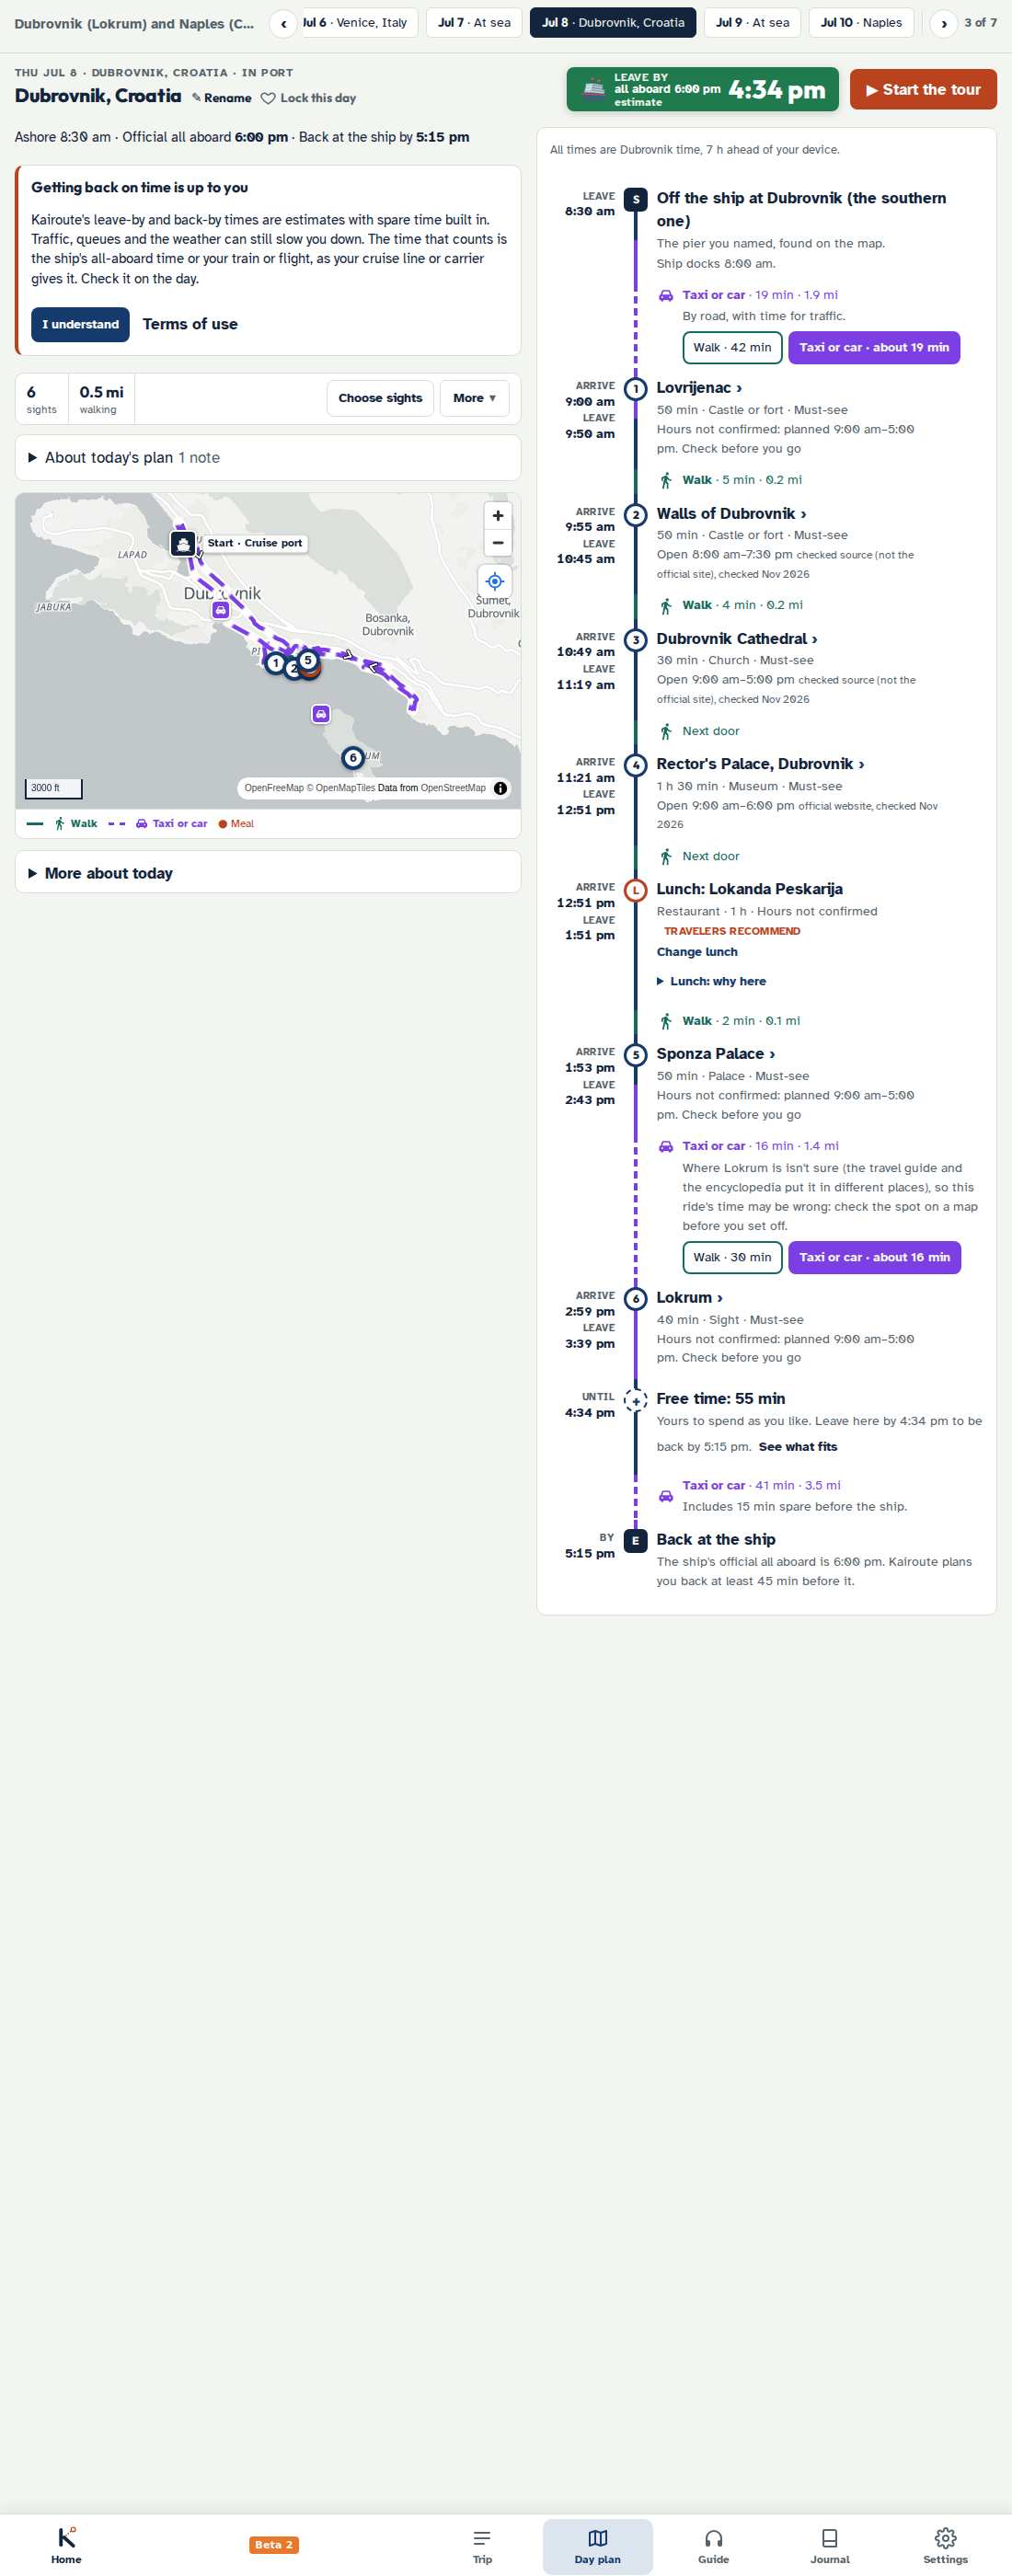 Dubrovnik (Lokrum) and Naples (C...
‹
Jul 6 · Venice, Italy
Jul 7 · At sea
Jul 8 · Dubrovnik, Croatia
Jul 9 · At sea
Jul 10 · Naples
›
3 of 7
THU JUL 8 · DUBROVNIK, CROATIA · IN PORT
Dubrovnik, Croatia ✎ Rename Lock this day
LEAVE BY
all aboard 6:00 pm
estimate
4:34 pm
▶ Start the tour
Ashore 8:30 am · Official all aboard 6:00 pm · Back at the ship by 5:15 pm
Getting back on time is up to you
Kairoute's leave-by and back-by times are estimates with spare time built in.
Traffic, queues and the weather can still slow you down. The time that counts is
the ship's all-aboard time or your train or flight, as your cruise line or carrier
gives it. Check it on the day.
I understand
Terms of use
6
sights
0.5 mi
walking
Choose sights
More ▾
▶ About today's plan 1 note
LAPAD
JABUKA
Start · Cruise port
Dubrovnik
Bosanka,
Dubrovnik
Šumet,
Dubrovnik
1
2
5
6
+
−
3000 ft
OpenFreeMap © OpenMapTiles Data from OpenStreetMap
Walk
Taxi or car
Meal
▶ More about today
All times are Dubrovnik time, 7 h ahead of your device.
LEAVE
8:30 am
S
Off the ship at Dubrovnik (the southern
one)
The pier you named, found on the map.
Ship docks 8:00 am.
Taxi or car · 19 min · 1.9 mi
By road, with time for traffic.
Walk · 42 min
Taxi or car · about 19 min
ARRIVE
9:00 am
LEAVE
9:50 am
1
Lovrijenac ›
50 min · Castle or fort · Must-see
Hours not confirmed: planned 9:00 am–5:00
pm. Check before you go
Walk · 5 min · 0.2 mi
ARRIVE
9:55 am
LEAVE
10:45 am
2
Walls of Dubrovnik ›
50 min · Castle or fort · Must-see
Open 8:00 am–7:30 pm checked source (not the
official site), checked Nov 2026
Walk · 4 min · 0.2 mi
ARRIVE
10:49 am
LEAVE
11:19 am
3
Dubrovnik Cathedral ›
30 min · Church · Must-see
Open 9:00 am–5:00 pm checked source (not the
official site), checked Nov 2026
Next door
ARRIVE
11:21 am
LEAVE
12:51 pm
4
Rector's Palace, Dubrovnik ›
1 h 30 min · Museum · Must-see
Open 9:00 am–6:00 pm official website, checked Nov
2026
Next door
ARRIVE
12:51 pm
LEAVE
1:51 pm
L
Lunch: Lokanda Peskarija
Restaurant · 1 h · Hours not confirmed
TRAVELERS RECOMMEND
Change lunch
▶ Lunch: why here
Walk · 2 min · 0.1 mi
ARRIVE
1:53 pm
LEAVE
2:43 pm
5
Sponza Palace ›
50 min · Palace · Must-see
Hours not confirmed: planned 9:00 am–5:00
pm. Check before you go
Taxi or car · 16 min · 1.4 mi
Where Lokrum is isn't sure (the travel guide and
the encyclopedia put it in different places), so this
ride's time may be wrong: check the spot on a map
before you set off.
Walk · 30 min
Taxi or car · about 16 min
ARRIVE
2:59 pm
LEAVE
3:39 pm
6
Lokrum ›
40 min · Sight · Must-see
Hours not confirmed: planned 9:00 am–5:00
pm. Check before you go
UNTIL
4:34 pm
+
Free time: 55 min
Yours to spend as you like. Leave here by 4:34 pm to be
back by 5:15 pm. See what fits
Taxi or car · 41 min · 3.5 mi
Includes 15 min spare before the ship.
BY
5:15 pm
E
Back at the ship
The ship's official all aboard is 6:00 pm. Kairoute plans
you back at least 45 min before it.
Home
Beta 2
Trip
Day plan
Guide
Journal
Settings